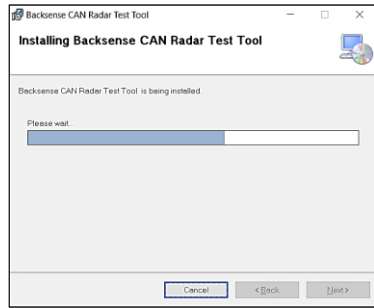 Backsense CAN Radar Test Tool
Installing Backsense CAN Radar Test Tool
Backsense CAN Radar Test Tool is being installed.
Please wait...
Cancel
< Back
Next >